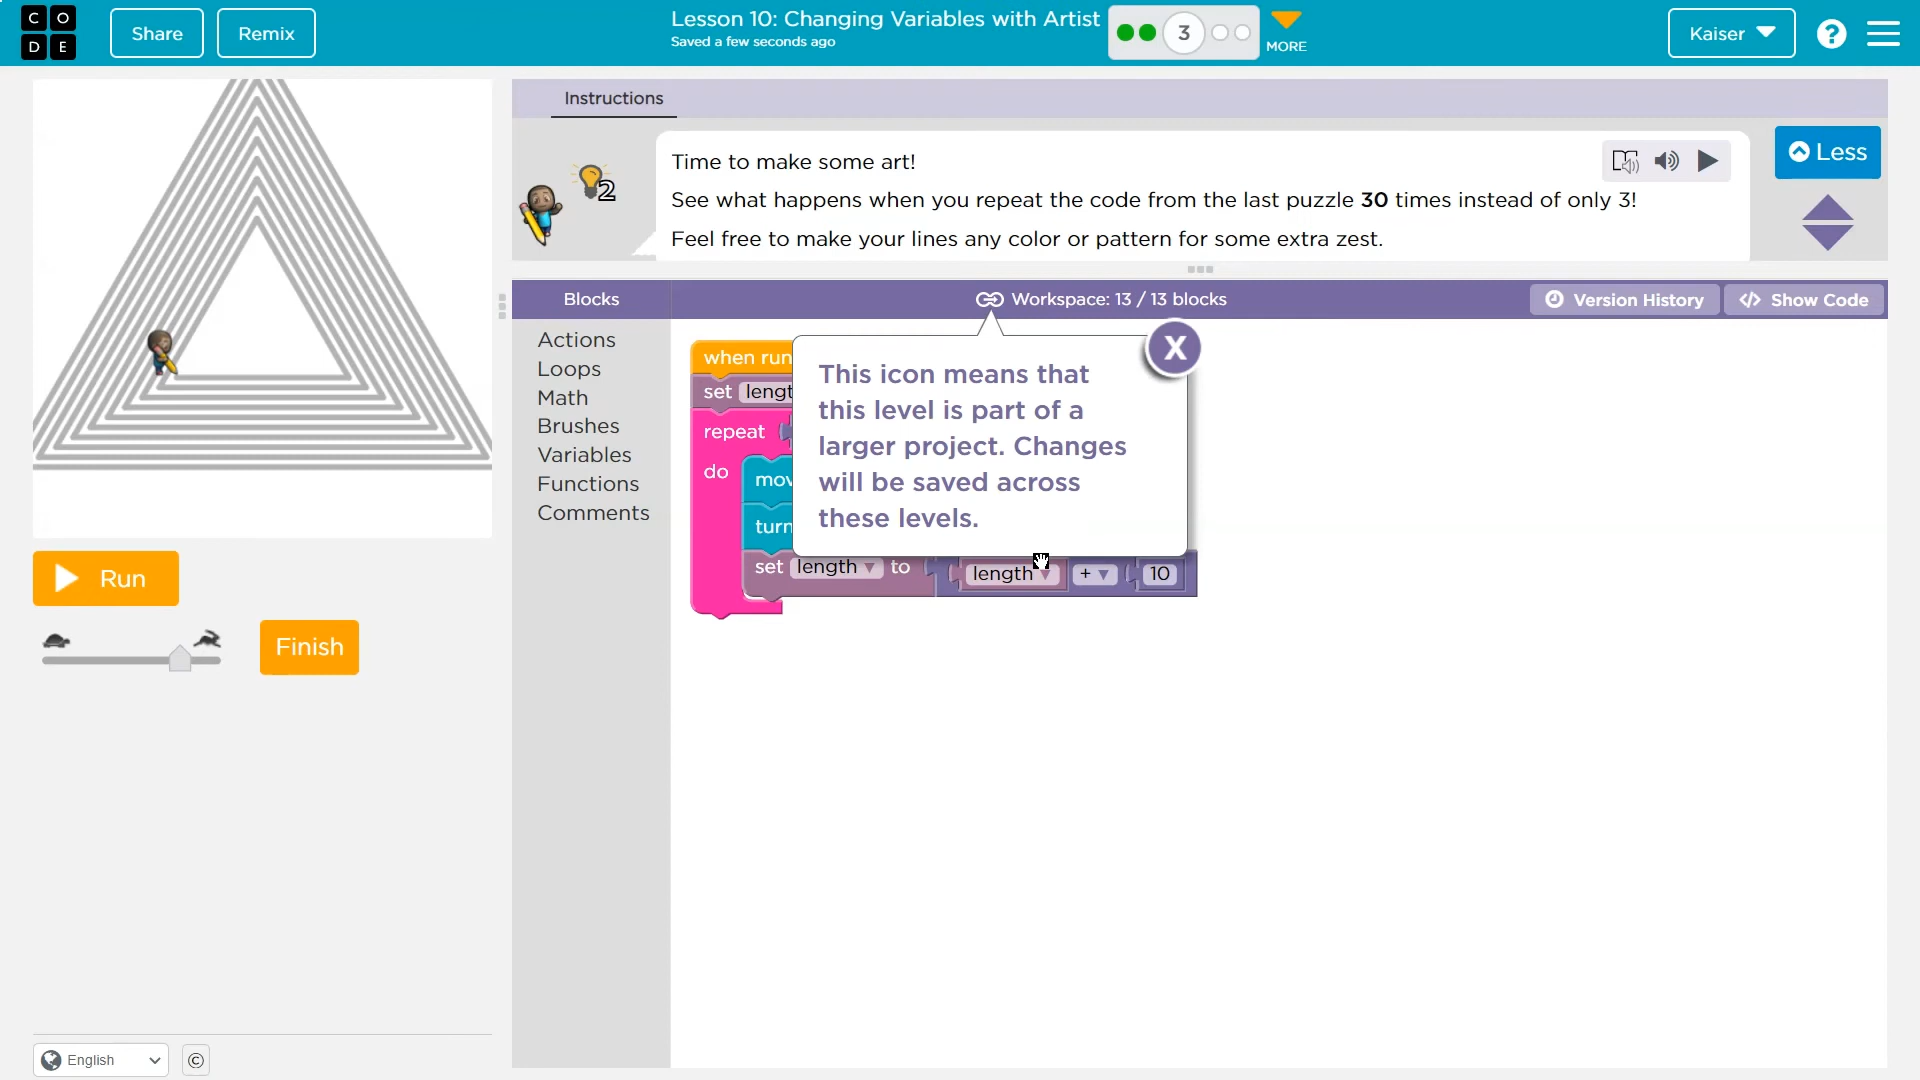 C O
D E
Share
Remix
Lesson 10: Changing Variables with Artist
Saved a few seconds ago
3
MORE
Kaiser
?
Instructions
2
Time to make some art!
See what happens when you repeat the code from the last puzzle 30 times instead of only 3!
Feel free to make your lines any color or pattern for some extra zest.
Less
Blocks
Workspace: 13 / 13 blocks
Version History
Show Code
Actions
Loops
Math
Brushes
Variables
Functions
Comments
when run
set
repeat
do
set length to length + 10
This icon means that
this level is part of a
larger project. Changes
will be saved across
these levels.
X
Run
Finish
English
©